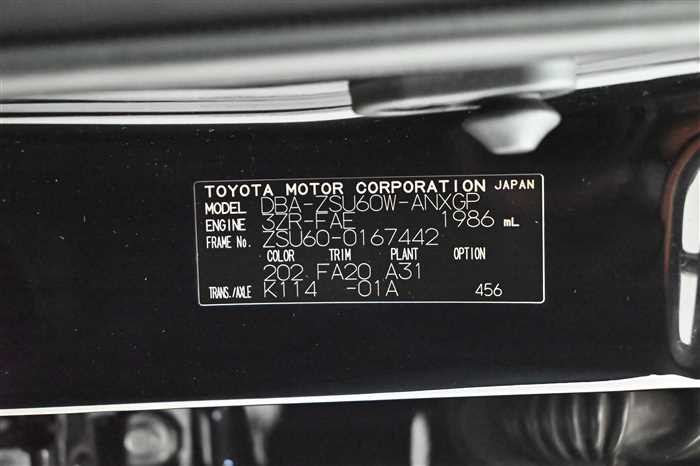 TOYOTA MOTOR CORPORATION JAPAN
MODEL DBA-ZSU60W-ANXGP
ENGINE 3ZR-FAE 1986 mL
FRAME No. ZSU60-0167442
COLOR TRIM PLANT OPTION
202 FA20 A31
TRANS./AXLE K114 -01A 456